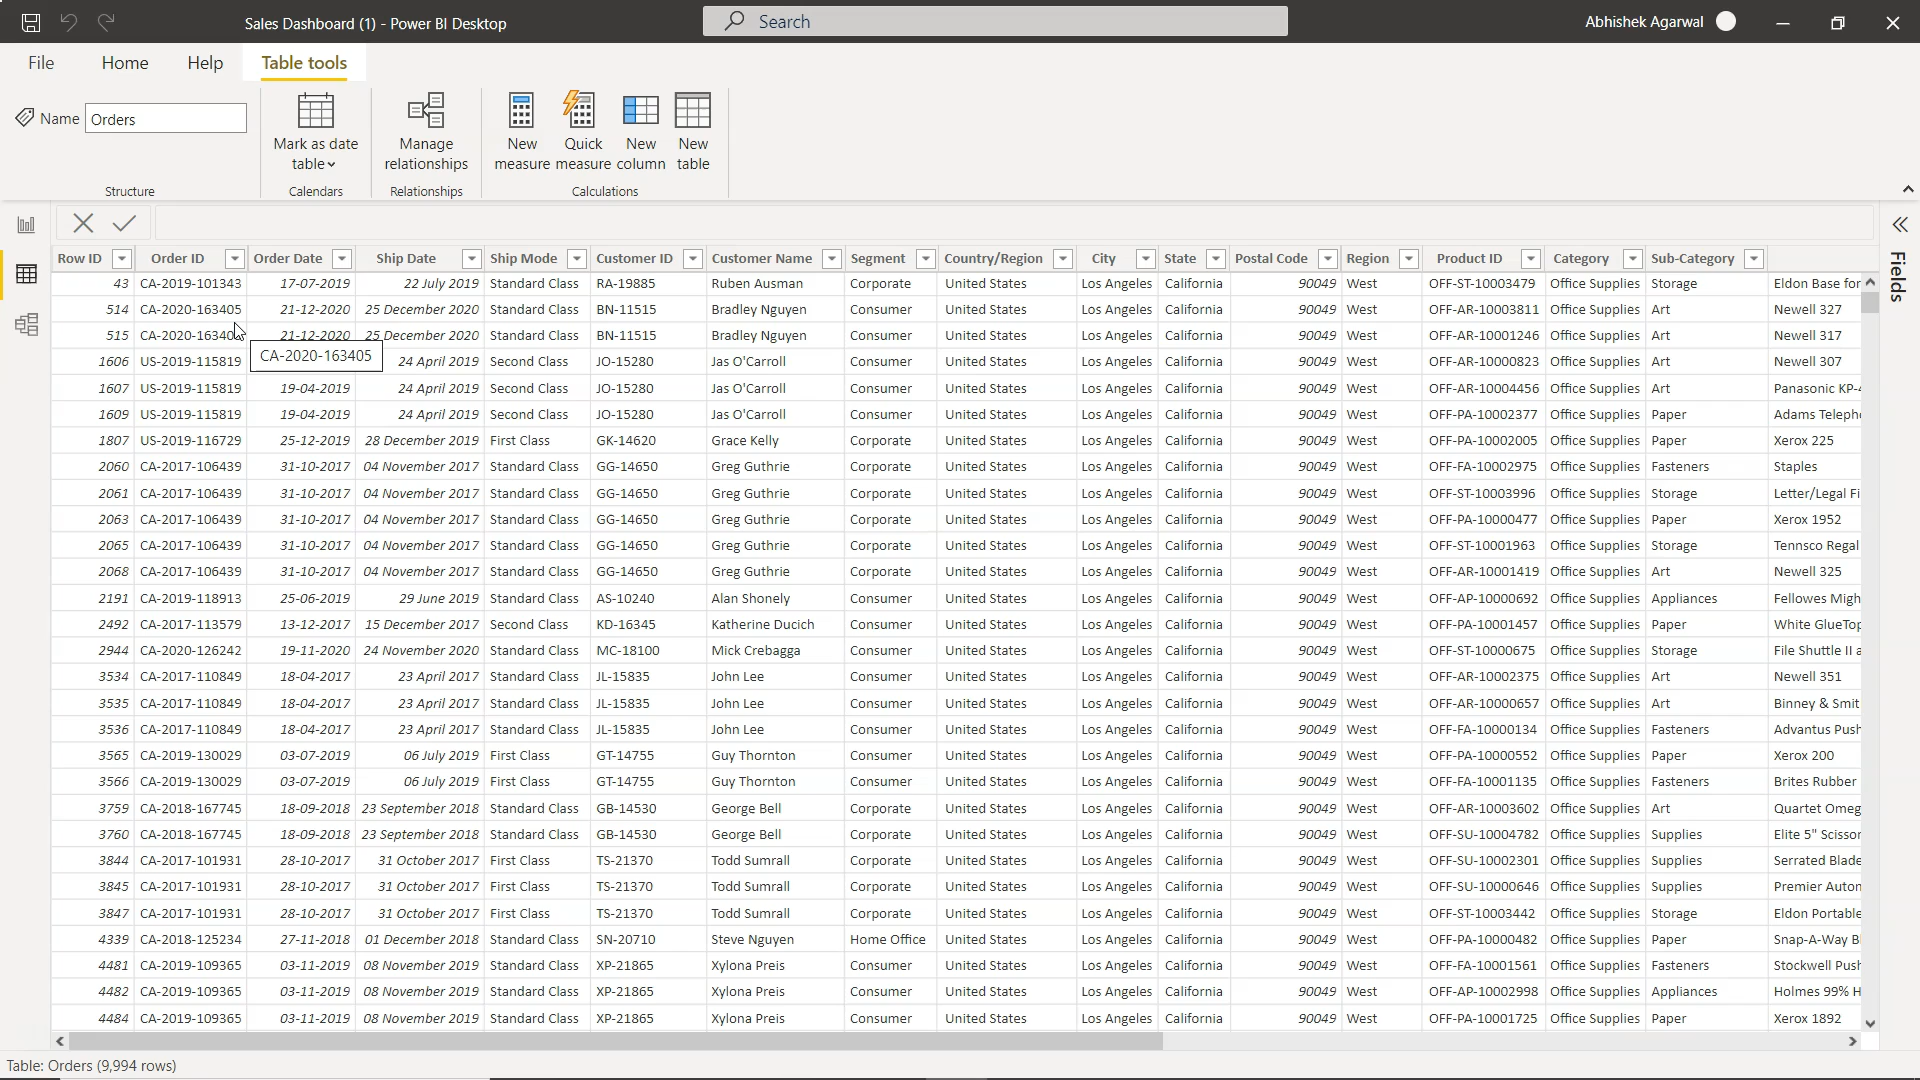 Sales Dashboard (1) - Power BI Desktop
Search
Abhishek Agarwal
File Home Help Table tools
Name Orders
Mark as date table
Manage relationships
New measure
Quick measure
New column
New table
Structure Calendars Relationships Calculations
Fields
Row ID Order ID Order Date Ship Date Ship Mode Customer ID Customer Name Segment Country/Region City State Postal Code Region Product ID Category Sub-Category
43 CA-2019-101343 17-07-2019 22 July 2019 Standard Class RA-19885 Ruben Ausman Corporate United States Los Angeles California 90049 West OFF-ST-10003479 Office Supplies Storage Eldon Base for
514 CA-2020-163405 21-12-2020 25 December 2020 Standard Class BN-11515 Bradley Nguyen Consumer United States Los Angeles California 90049 West OFF-AR-10003811 Office Supplies Art Newell 327
515 CA-2020-16340 21-12-2020 25 December 2020 Standard Class BN-11515 Bradley Nguyen Consumer United States Los Angeles California 90049 West OFF-AR-10001246 Office Supplies Art Newell 317
CA-2020-163405
1606 US-2019-115819 24 April 2019 Second Class JO-15280 Jas O'Carroll Consumer United States Los Angeles California 90049 West OFF-AR-10000823 Office Supplies Art Newell 307
1607 US-2019-115819 19-04-2019 24 April 2019 Second Class JO-15280 Jas O'Carroll Consumer United States Los Angeles California 90049 West OFF-AR-10004456 Office Supplies Art Panasonic KP-
1609 US-2019-115819 19-04-2019 24 April 2019 Second Class JO-15280 Jas O'Carroll Consumer United States Los Angeles California 90049 West OFF-PA-10002377 Office Supplies Paper Adams Teleph
1807 US-2019-116729 25-12-2019 28 December 2019 First Class GK-14620 Grace Kelly Corporate United States Los Angeles California 90049 West OFF-PA-10002005 Office Supplies Paper Xerox 225
2060 CA-2017-106439 31-10-2017 04 November 2017 Standard Class GG-14650 Greg Guthrie Corporate United States Los Angeles California 90049 West OFF-FA-10002975 Office Supplies Fasteners Staples
2061 CA-2017-106439 31-10-2017 04 November 2017 Standard Class GG-14650 Greg Guthrie Corporate United States Los Angeles California 90049 West OFF-ST-10003996 Office Supplies Storage Letter/Legal Fi
2063 CA-2017-106439 31-10-2017 04 November 2017 Standard Class GG-14650 Greg Guthrie Corporate United States Los Angeles California 90049 West OFF-PA-10000477 Office Supplies Paper Xerox 1952
2065 CA-2017-106439 31-10-2017 04 November 2017 Standard Class GG-14650 Greg Guthrie Corporate United States Los Angeles California 90049 West OFF-ST-10001963 Office Supplies Storage Tennsco Regal
2068 CA-2017-106439 31-10-2017 04 November 2017 Standard Class GG-14650 Greg Guthrie Corporate United States Los Angeles California 90049 West OFF-AR-10001419 Office Supplies Art Newell 325
2191 CA-2019-118913 25-06-2019 29 June 2019 Standard Class AS-10240 Alan Shonely Consumer United States Los Angeles California 90049 West OFF-AP-10000692 Office Supplies Appliances Fellowes Migh
2492 CA-2017-113579 13-12-2017 15 December 2017 Second Class KD-16345 Katherine Ducich Consumer United States Los Angeles California 90049 West OFF-PA-10001457 Office Supplies Paper White GlueTop
2944 CA-2020-126242 19-11-2020 24 November 2020 Standard Class MC-18100 Mick Crebagga Consumer United States Los Angeles California 90049 West OFF-ST-10000675 Office Supplies Storage File Shuttle II a
3534 CA-2017-110849 18-04-2017 23 April 2017 Standard Class JL-15835 John Lee Consumer United States Los Angeles California 90049 West OFF-AR-10002375 Office Supplies Art Newell 351
3535 CA-2017-110849 18-04-2017 23 April 2017 Standard Class JL-15835 John Lee Consumer United States Los Angeles California 90049 West OFF-AR-10000657 Office Supplies Art Binney & Smit
3536 CA-2017-110849 18-04-2017 23 April 2017 Standard Class JL-15835 John Lee Consumer United States Los Angeles California 90049 West OFF-FA-10000134 Office Supplies Fasteners Advantus Push
3565 CA-2019-130029 03-07-2019 06 July 2019 First Class GT-14755 Guy Thornton Consumer United States Los Angeles California 90049 West OFF-PA-10000552 Office Supplies Paper Xerox 200
3566 CA-2019-130029 03-07-2019 06 July 2019 First Class GT-14755 Guy Thornton Consumer United States Los Angeles California 90049 West OFF-FA-10001135 Office Supplies Fasteners Brites Rubber
3759 CA-2018-167745 18-09-2018 23 September 2018 Standard Class GB-14530 George Bell Corporate United States Los Angeles California 90049 West OFF-AR-10003602 Office Supplies Art Quartet Omeg
3760 CA-2018-167745 18-09-2018 23 September 2018 Standard Class GB-14530 George Bell Corporate United States Los Angeles California 90049 West OFF-SU-10004782 Office Supplies Supplies Elite 5" Scissor
3844 CA-2017-101931 28-10-2017 31 October 2017 First Class TS-21370 Todd Sumrall Corporate United States Los Angeles California 90049 West OFF-SU-10002301 Office Supplies Supplies Serrated Blade
3845 CA-2017-101931 28-10-2017 31 October 2017 First Class TS-21370 Todd Sumrall Corporate United States Los Angeles California 90049 West OFF-SU-10000646 Office Supplies Supplies Premier Auton
3847 CA-2017-101931 28-10-2017 31 October 2017 First Class TS-21370 Todd Sumrall Corporate United States Los Angeles California 90049 West OFF-ST-10003442 Office Supplies Storage Eldon Portable
4339 CA-2018-125234 27-11-2018 01 December 2018 Standard Class SN-20710 Steve Nguyen Home Office United States Los Angeles California 90049 West OFF-PA-10000482 Office Supplies Paper Snap-A-Way B
4481 CA-2019-109365 03-11-2019 08 November 2019 Standard Class XP-21865 Xylona Preis Consumer United States Los Angeles California 90049 West OFF-FA-10001561 Office Supplies Fasteners Stockwell Push
4482 CA-2019-109365 03-11-2019 08 November 2019 Standard Class XP-21865 Xylona Preis Consumer United States Los Angeles California 90049 West OFF-AP-10002998 Office Supplies Appliances Holmes 99% H
4484 CA-2019-109365 03-11-2019 08 November 2019 Standard Class XP-21865 Xylona Preis Consumer United States Los Angeles California 90049 West OFF-PA-10001725 Office Supplies Paper Xerox 1892
Table: Orders (9,994 rows)